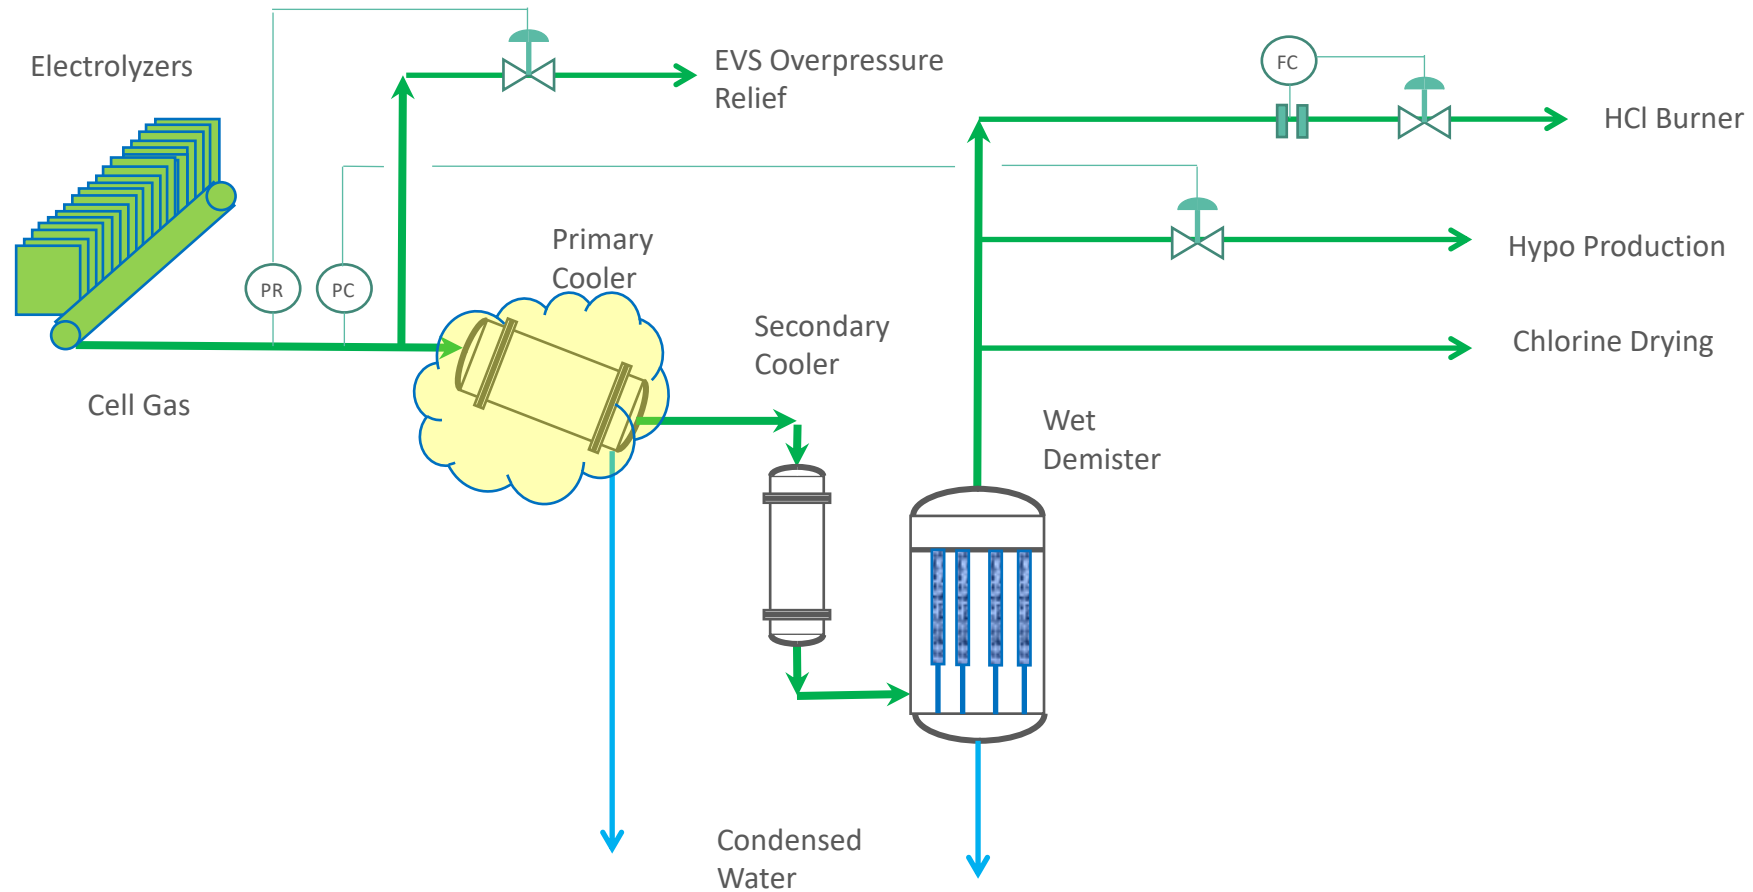 Electrolyzers
EVS Overpressure
Relief
FC
HCl Burner
Primary
Cooler
Hypo Production
PR
PC
Secondary
Cooler
Chlorine Drying
Cell Gas
Wet
Demister
Condensed
Water